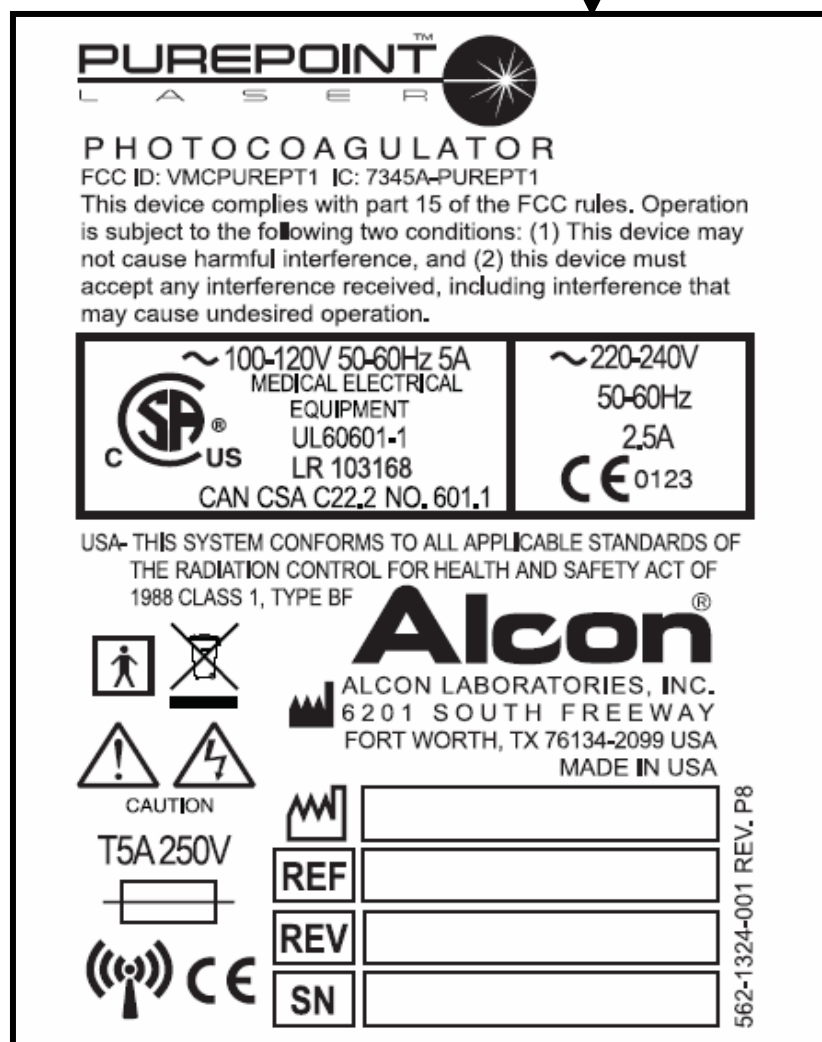 PUREPOINT™
LASER
PHOTOCOAGULATOR
FCC ID: VMCPUREPT1 IC: 7345A-PUREPT1
This device complies with part 15 of the FCC rules. Operation
is subject to the following two conditions: (1) This device may
not cause harmful interference, and (2) this device must
accept any interference received, including interference that
may cause undesired operation.
~ 100-120V 50-60Hz 5A
MEDICAL ELECTRICAL
EQUIPMENT
UL60601-1
LR 103168
CAN CSA C22.2 NO. 601.1
C SA ® US
~ 220-240V
50-60Hz
2.5A
CE 0123
USA- THIS SYSTEM CONFORMS TO ALL APPLICABLE STANDARDS OF
THE RADIATION CONTROL FOR HEALTH AND SAFETY ACT OF
1988 CLASS 1, TYPE BF
Alcon®
ALCON LABORATORIES, INC.
6201 SOUTH FREEWAY
FORT WORTH, TX 76134-2099 USA
MADE IN USA
CAUTION
T5A 250V
CE
REF
REV
SN
562-1324-001 REV. P8